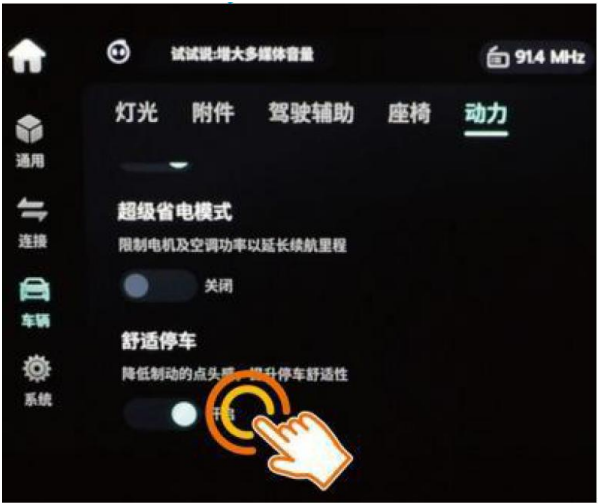 试试说:增大多媒体音量
91.4 MHz
灯光 附件 驾驶辅助 座椅 动力
通用
超级省电模式
限制电机及空调功率以延长续航里程
连接
关闭
车辆
舒适停车
降低制动的点头感，提升停车舒适性
系统
开启